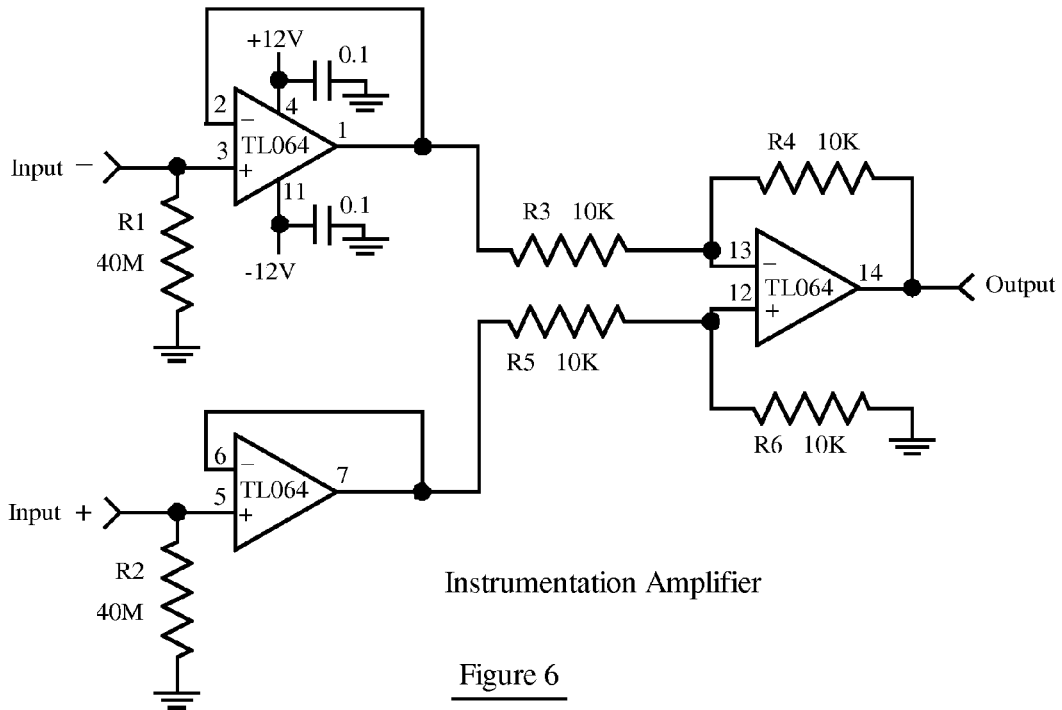 +12V
0.1
2
−
4
TL064
1
Input −
3
+
11
0.1
R1
40M
-12V
R3 10K
R4 10K
13
−
TL064
14
12
+
Output
R5 10K
R6 10K
6
−
TL064
7
Input +
5
+
R2
40M
Instrumentation Amplifier
Figure 6